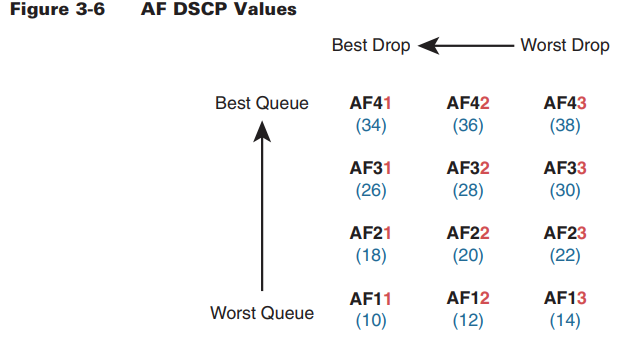 Figure 3-6 AF DSCP Values
Best Drop Worst Drop
Best Queue AF41 AF42 AF43
(34) (36) (38)
AF31 AF32 AF33
(26) (28) (30)
AF21 AF22 AF23
(18) (20) (22)
Worst Queue AF11 AF12 AF13
(10) (12) (14)